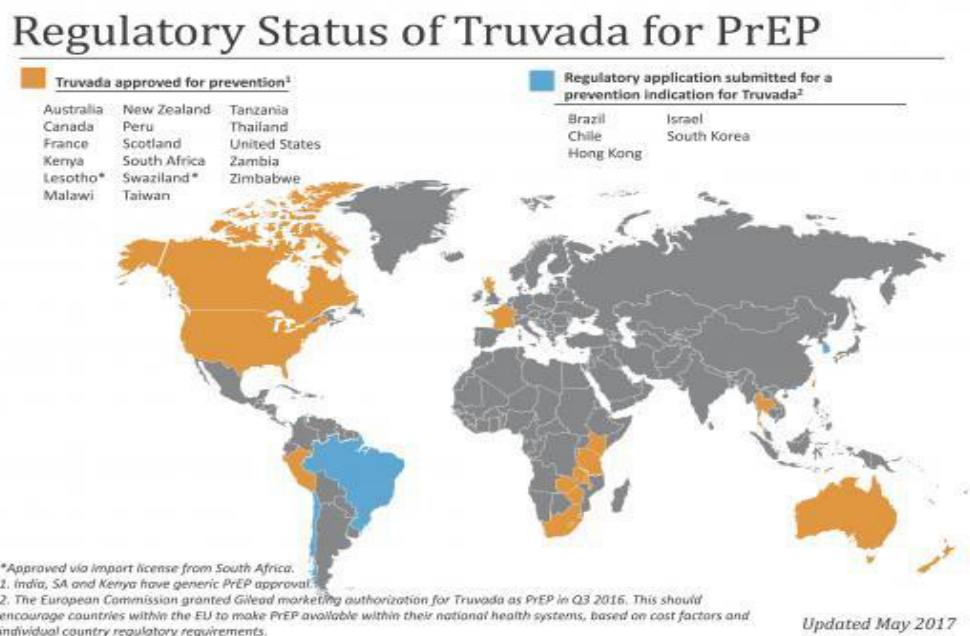 Regulatory Status of Truvada for PrEP
Truvada approved for prevention¹
Australia New Zealand Tanzania
Canada Peru Thailand
France Scotland United States
Kenya South Africa Zambia
Lesotho* Swaziland* Zimbabwe
Malawi Taiwan
Regulatory application submitted for a
prevention indication for Truvada²
Brazil Israel
Chile South Korea
Hong Kong
*Approved via import license from South Africa.
1. India, SA and Kenya have generic PrEP approval.
2. The European Commission granted Gilead marketing authorization for Truvada as PrEP in Q3 2016. This should
encourage countries within the EU to make PrEP available within their national health systems, based on cost factors and
individual country regulatory requirements.
Updated May 2017